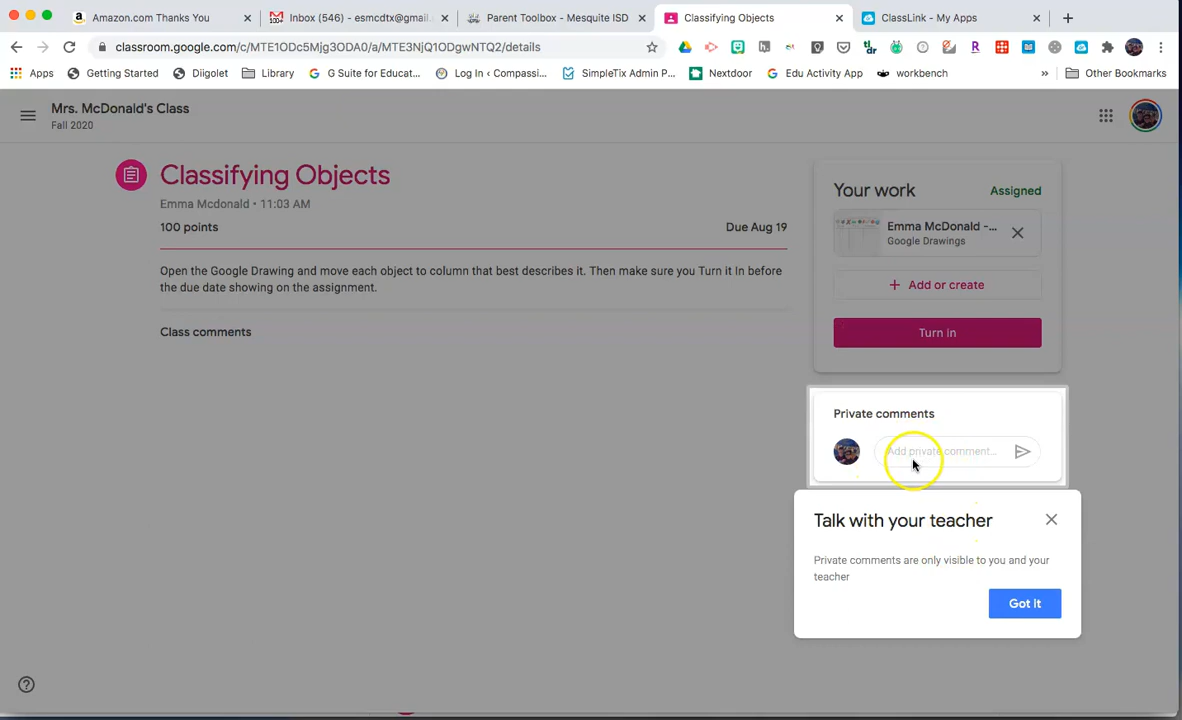 Amazon.com Thanks You
Inbox (546) - esmcdtx@gmail.
Parent Toolbox - Mesquite ISD
Classifying Objects
ClassLink - My Apps
classroom.google.com/c/MTE1ODc5Mjg3ODA0/a/MTE3NjQ1ODgwNTQ2/details
Apps
Getting Started
Diigolet
Library
G Suite for Educat...
Log In ‹ Compassi...
SimpleTix Admin P...
Nextdoor
Edu Activity App
workbench
»
Other Bookmarks
Mrs. McDonald's Class
Fall 2020
Classifying Objects
Emma Mcdonald • 11:03 AM
100 points
Due Aug 19
Open the Google Drawing and move each object to column that best describes it. Then make sure you Turn it In before
the due date showing on the assignment.
Class comments
Your work
Assigned
Emma McDonald -...
Google Drawings
+ Add or create
Turn in
Private comments
Add private comment...
Talk with your teacher
Private comments are only visible to you and your
teacher
Got it